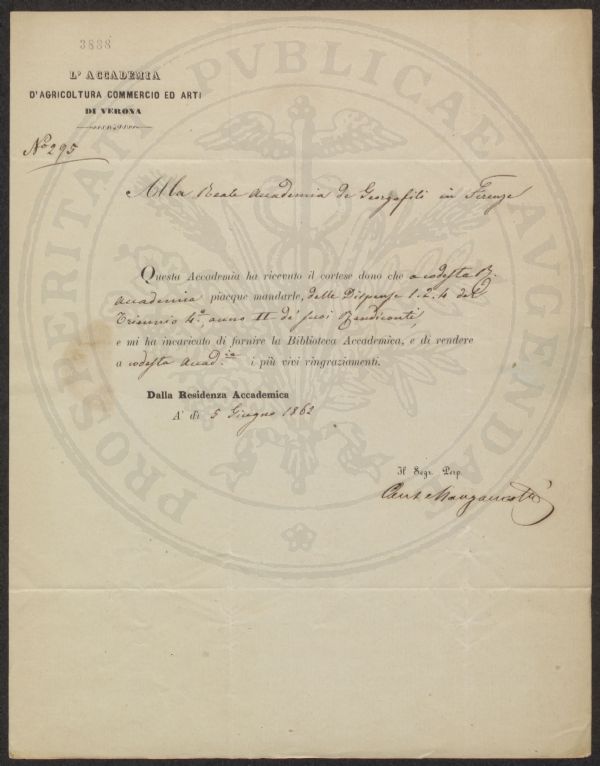 3838
L' ACCADEMIA
D'AGRICOLTURA COMMERCIO ED ARTI
DI VERONA
N.º 295
Alla Reale Accademia de Georgofili in Firenze
Questa Accademia ha ricevuto il cortese dono che a codesta R.
Accademia piacque mandarle, delle Dispense 1. 2. 4 del
Triennio 4.º anno II de' suoi Rendiconti,
e mi ha incaricato di fornire la Biblioteca Accademica, e di rendere
a codesta Accad.ia i più vivi ringraziamenti.
Dalla Residenza Accademica
A' dì 5 Giugno 1862
Il Segr. Perp.
PROSPERITATI PUBLICAE AUGENDAE